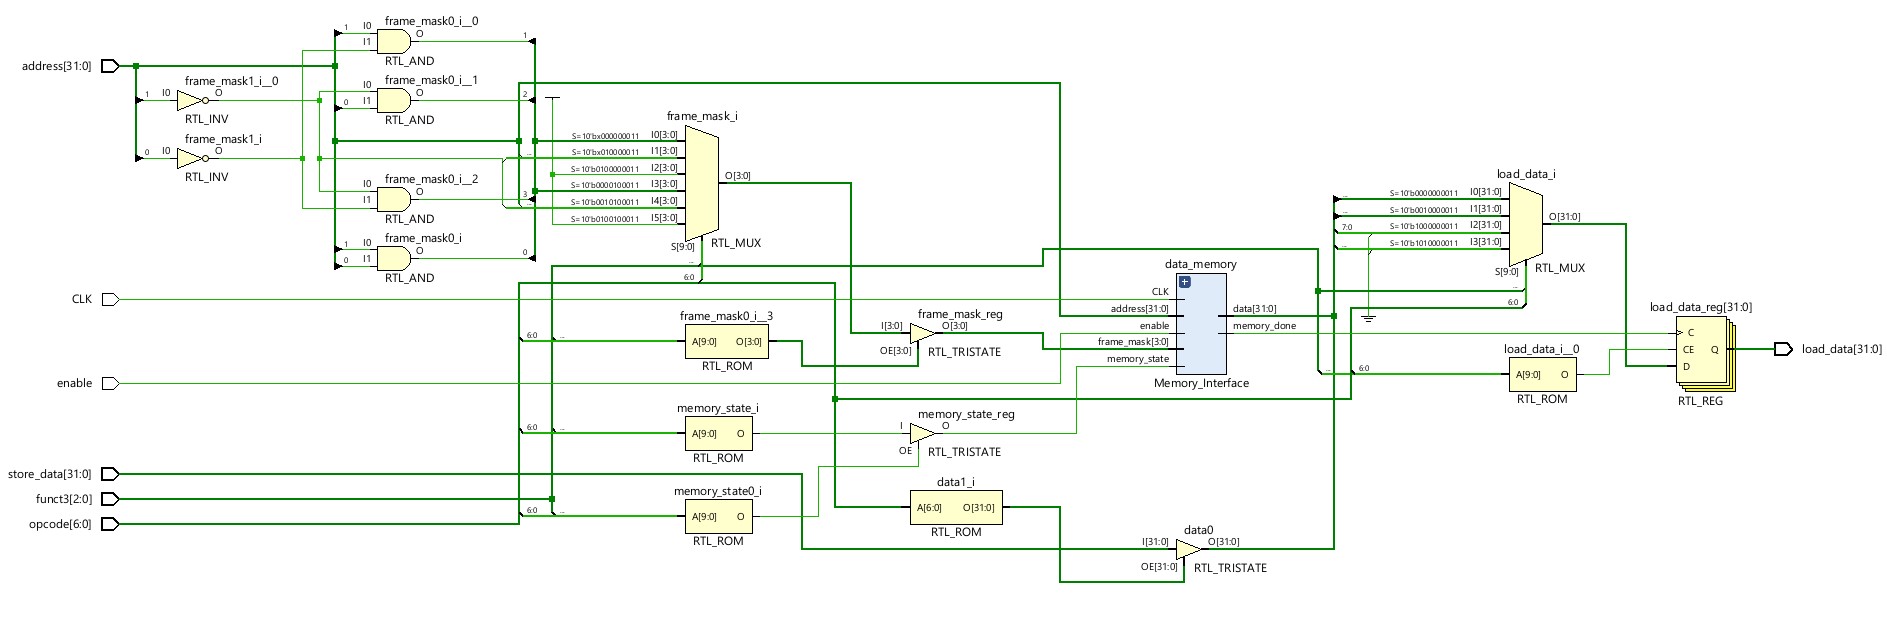 frame_mask0_i__0
1
I0
O
I1
1
RTL_AND
address[31:0]
frame_mask1_i__0
frame_mask0_i__1
1
I0
O
I0
O
I1
0
2
RTL_INV
RTL_AND
frame_mask_i
frame_mask1_i
S=10'bx000000011
I0[3:0]
0
I0
O
...
S=10'bx010000011
I1[3:0]
RTL_INV
S=10'b0100000011
I2[3:0]
frame_mask0_i__2
O[3:0]
I0
O
S=10'b0000100011
I3[3:0]
I1
3
...
S=10'b0010100011
I4[3:0]
RTL_AND
S=10'b0100100011
I5[3:0]
frame_mask0_i
1
I0
O
0
I1
0
RTL_AND
S[9:0]
RTL_MUX
...
6:0
load_data_i
...
S=10'b0000000011
I0[31:0]
...
S=10'b0010000011
I1[31:0]
O[31:0]
7:0
S=10'b1000000011
I2[31:0]
...
S=10'b1010000011
I3[31:0]
S[9:0]
RTL_MUX
...
6:0
data_memory
CLK
CLK
address[31:0]
data[31:0]
enable
memory_done
frame_mask[3:0]
memory_state
Memory_Interface
frame_mask0_i__3
6:0
...
A[9:0]
O[3:0]
RTL_ROM
frame_mask_reg
I[3:0]
O[3:0]
OE[3:0]
RTL_TRISTATE
load_data_reg[31:0]
C
CE
Q
D
RTL_REG
load_data[31:0]
load_data_i__0
...
6:0
A[9:0]
O
RTL_ROM
enable
memory_state_i
6:0
...
A[9:0]
O
RTL_ROM
memory_state_reg
I
O
OE
RTL_TRISTATE
store_data[31:0]
funct3[2:0]
opcode[6:0]
memory_state0_i
6:0
...
A[9:0]
O
RTL_ROM
data1_i
A[6:0]
O[31:0]
RTL_ROM
data0
I[31:0]
O[31:0]
OE[31:0]
RTL_TRISTATE